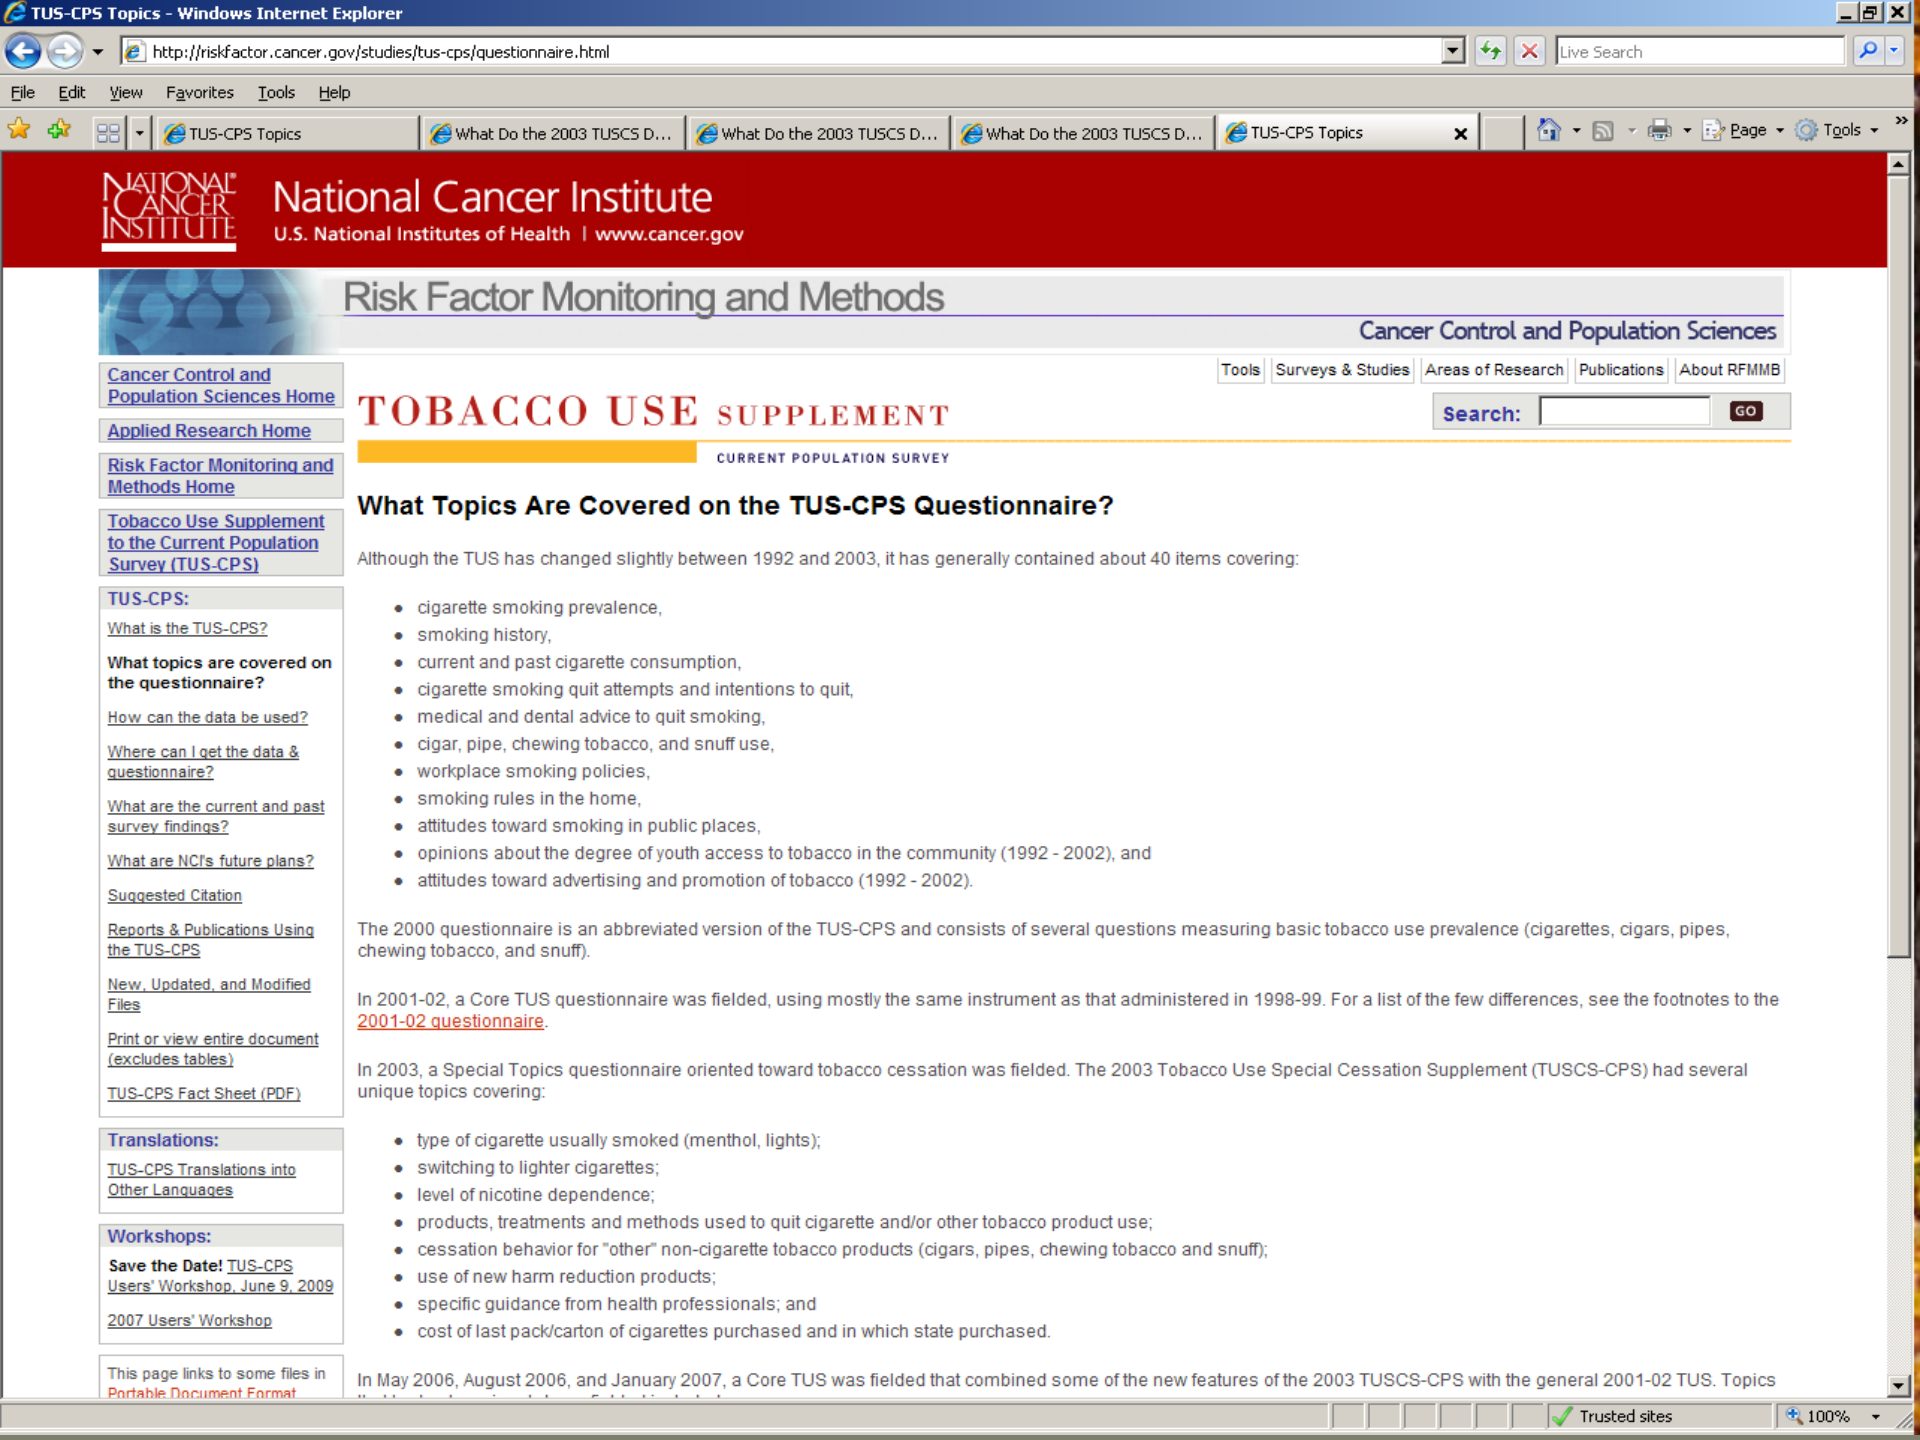 TUS-CPS Topics - Windows Internet Explorer
http://riskfactor.cancer.gov/studies/tus-cps/questionnaire.html
Live Search
File Edit View Favorites Tools Help
TUS-CPS Topics
What Do the 2003 TUSCS D...
What Do the 2003 TUSCS D...
What Do the 2003 TUSCS D...
TUS-CPS Topics
Page
Tools
NATIONAL
CANCER
INSTITUTE
National Cancer Institute
U.S. National Institutes of Health | www.cancer.gov
Risk Factor Monitoring and Methods
Cancer Control and Population Sciences
Tools
Surveys & Studies
Areas of Research
Publications
About RFMMB
Search:
GO
Cancer Control and
Population Sciences Home
Applied Research Home
Risk Factor Monitoring and
Methods Home
Tobacco Use Supplement
to the Current Population
Survey (TUS-CPS)
TUS-CPS:
What is the TUS-CPS?
What topics are covered on
the questionnaire?
How can the data be used?
Where can I get the data &
questionnaire?
What are the current and past
survey findings?
What are NCI's future plans?
Suggested Citation
Reports & Publications Using
the TUS-CPS
New, Updated, and Modified
Files
Print or view entire document
(excludes tables)
TUS-CPS Fact Sheet (PDF)
Translations:
TUS-CPS Translations into
Other Languages
Workshops:
Save the Date! TUS-CPS
Users' Workshop, June 9, 2009
2007 Users' Workshop
This page links to some files in
Portable Document Format
TOBACCO USE SUPPLEMENT
CURRENT POPULATION SURVEY
What Topics Are Covered on the TUS-CPS Questionnaire?
Although the TUS has changed slightly between 1992 and 2003, it has generally contained about 40 items covering:
• cigarette smoking prevalence,
• smoking history,
• current and past cigarette consumption,
• cigarette smoking quit attempts and intentions to quit,
• medical and dental advice to quit smoking,
• cigar, pipe, chewing tobacco, and snuff use,
• workplace smoking policies,
• smoking rules in the home,
• attitudes toward smoking in public places,
• opinions about the degree of youth access to tobacco in the community (1992 - 2002), and
• attitudes toward advertising and promotion of tobacco (1992 - 2002).
The 2000 questionnaire is an abbreviated version of the TUS-CPS and consists of several questions measuring basic tobacco use prevalence (cigarettes, cigars, pipes,
chewing tobacco, and snuff).
In 2001-02, a Core TUS questionnaire was fielded, using mostly the same instrument as that administered in 1998-99. For a list of the few differences, see the footnotes to the
2001-02 questionnaire.
In 2003, a Special Topics questionnaire oriented toward tobacco cessation was fielded. The 2003 Tobacco Use Special Cessation Supplement (TUSCS-CPS) had several
unique topics covering:
• type of cigarette usually smoked (menthol, lights);
• switching to lighter cigarettes;
• level of nicotine dependence;
• products, treatments and methods used to quit cigarette and/or other tobacco product use;
• cessation behavior for "other" non-cigarette tobacco products (cigars, pipes, chewing tobacco and snuff);
• use of new harm reduction products;
• specific guidance from health professionals; and
• cost of last pack/carton of cigarettes purchased and in which state purchased.
In May 2006, August 2006, and January 2007, a Core TUS was fielded that combined some of the new features of the 2003 TUSCS-CPS with the general 2001-02 TUS. Topics
Trusted sites
100%